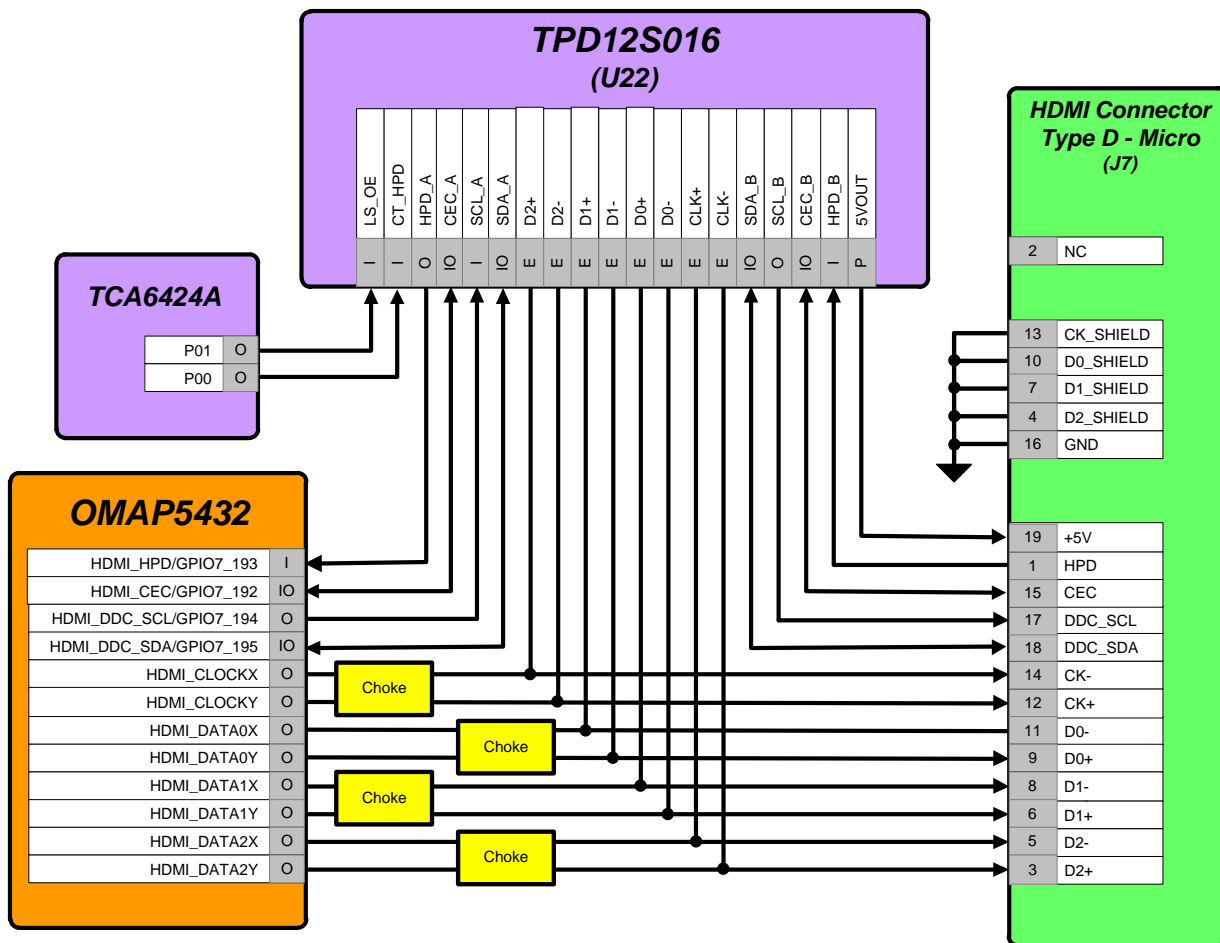 TPD12S016
(U22)
LS_OE
CT_HPD
HPD_A
CEC_A
SCL_A
SDA_A
D2+
D2-
D1+
D1-
D0+
D0-
CLK+
CLK-
SDA_B
SCL_B
CEC_B
HPD_B
5VOUT
I
I
O
IO
I
IO
E
E
E
E
E
E
E
E
IO
O
IO
I
P
TCA6424A
P01 O
P00 O
OMAP5432
HDMI_HPD/GPIO7_193 I
HDMI_CEC/GPIO7_192 IO
HDMI_DDC_SCL/GPIO7_194 O
HDMI_DDC_SDA/GPIO7_195 IO
HDMI_CLOCKX O
HDMI_CLOCKY O
HDMI_DATA0X O
HDMI_DATA0Y O
HDMI_DATA1X O
HDMI_DATA1Y O
HDMI_DATA2X O
HDMI_DATA2Y O
Choke
Choke
Choke
Choke
HDMI Connector
Type D - Micro
(J7)
2 NC
13 CK_SHIELD
10 D0_SHIELD
7 D1_SHIELD
4 D2_SHIELD
16 GND
19 +5V
1 HPD
15 CEC
17 DDC_SCL
18 DDC_SDA
14 CK-
12 CK+
11 D0-
9 D0+
8 D1-
6 D1+
5 D2-
3 D2+